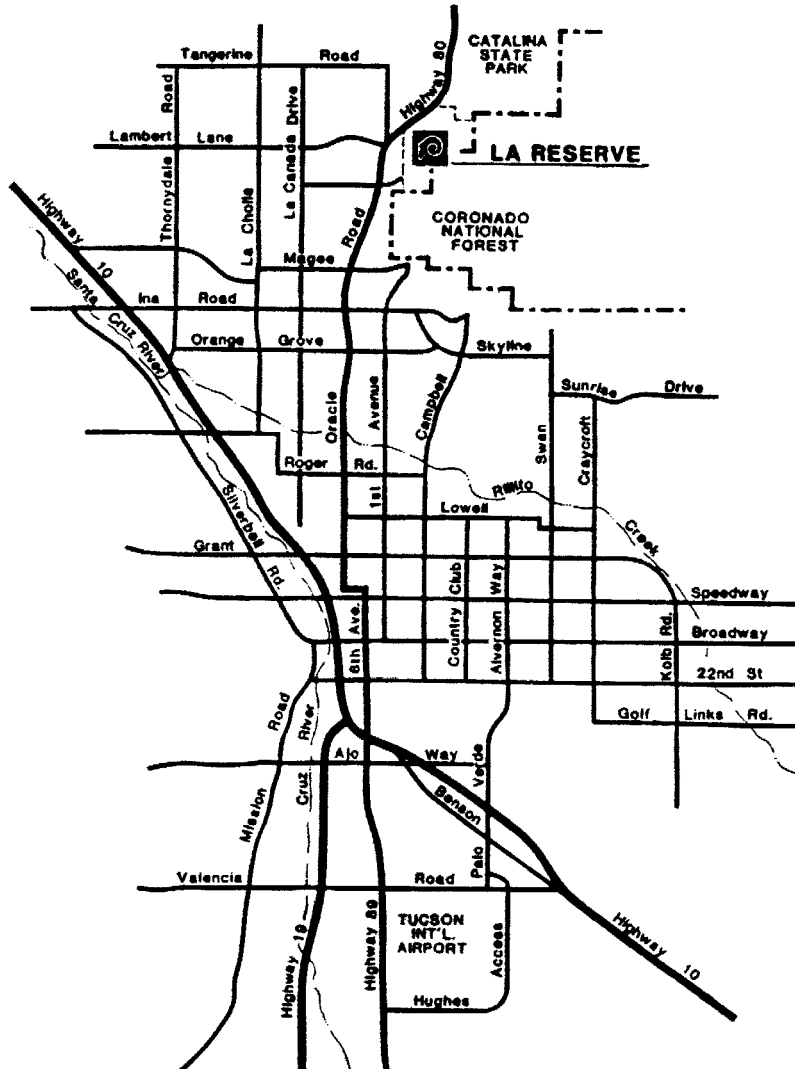 CATALINA
STATE
PARK
Tangerine Road
Highway 80
Road
La Canada Drive
Lambert Lane
LA RESERVE
Thornydale
La Cholla
Road
CORONADO
NATIONAL
FOREST
Highway 10
Magee
Santa Cruz River
Ina Road
Orange Grove
Skyline
Sunrise Drive
Oracle
Avenue
Campbell
Swan
Craycroft
Roger Rd.
1st
Rillito Creek
Silverbell Rd.
Lowell
Grant
Country Club
Alvernon Way
Speedway
6th Ave.
Kolb Rd.
Broadway
22nd St
Mission Road
Cruz River
Golf Links Rd.
Ajo Way
Palo Verde
Benson
Valencia Road
TUCSON
INT'L.
AIRPORT
Highway 19
Highway 89
Access
Highway 10
Hughes